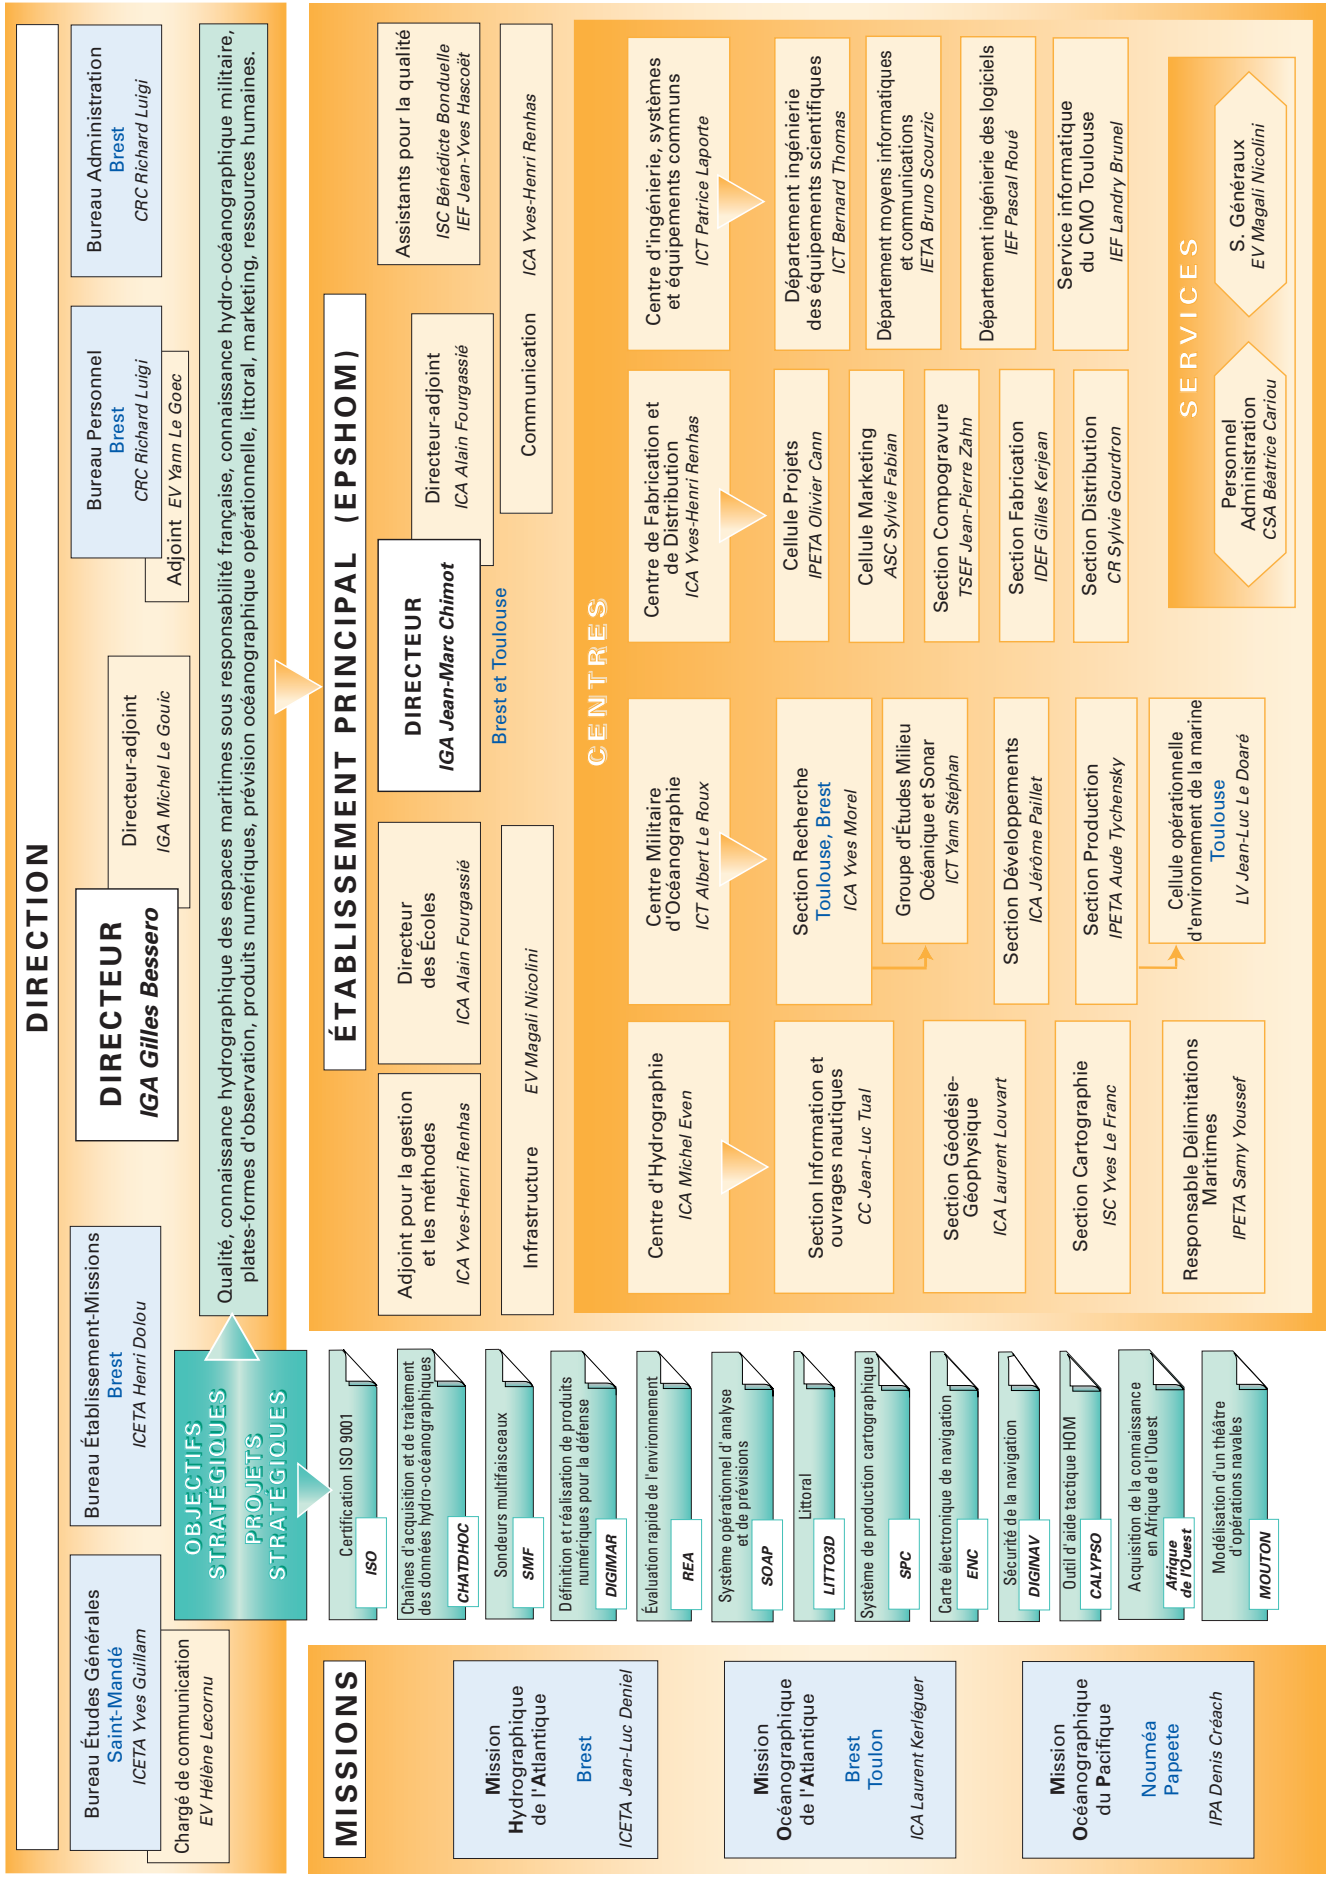 DIRECTION
Bureau Études Générales
Saint-Mandé
ICETA Yves Guillam
Chargé de communication
EV Hélène Lecornu
Bureau Établissement-Missions
Brest
ICETA Henri Dolou
DIRECTEUR
IGA Gilles Bessero
Directeur-adjoint
IGA Michel Le Gouic
Bureau Personnel
Brest
CRC Richard Luigi
Adjoint EV Yann Le Goec
Bureau Administration
Brest
CRC Richard Luigi
OBJECTIFS
STRATÉGIQUES
PROJETS
STRATÉGIQUES
Qualité, connaissance hydrographique des espaces maritimes sous responsabilité française, connaissance hydro-océanographique militaire,
plates-formes d'observation, produits numériques, prévision océanographique opérationnelle, littoral, marketing, ressources humaines.
MISSIONS
Mission
Hydrographique
de l'Atlantique
Brest
ICETA Jean-Luc Deniel
Mission
Océanographique
de l'Atlantique
Brest
Toulon
ICA Laurent Kerléguer
Mission
Océanographique
du Pacifique
Nouméa
Papeete
IPA Denis Créach
Certification ISO 9001
ISO
Chaînes d'acquisition et de traitement
des données hydro-océanographiques
CHATDHOC
Sondeurs multifaisceaux
SMF
Définition et réalisation de produits
numériques pour la défense
DIGIMAR
Évaluation rapide de l'environnement
REA
Système opérationnel d'analyse
et de prévisions
SOAP
Littoral
LITTO3D
Système de production cartographique
SPC
Carte électronique de navigation
ENC
Sécurité de la navigation
DIGINAV
Outil d'aide tactique HOM
CALYPSO
Acquisition de la connaissance
en Afrique de l'Ouest
Afrique
de l'Ouest
Modélisation d'un théâtre
d'opérations navales
MOUTON
ÉTABLISSEMENT PRINCIPAL (EPSHOM)
Adjoint pour la gestion
et les méthodes
ICA Yves-Henri Renhas
Directeur
des Écoles
ICA Alain Fourgassié
DIRECTEUR
IGA Jean-Marc Chimot
Brest et Toulouse
Directeur-adjoint
ICA Alain Fourgassié
Assistants pour la qualité
ISC Bénédicte Bonduelle
IEF Jean-Yves Hascoët
Infrastructure EV Magali Nicolini
Communication ICA Yves-Henri Renhas
CENTRES
Centre d'Hydrographie
ICA Michel Even
Section Information et
ouvrages nautiques
CC Jean-Luc Tual
Section Géodésie-
Géophysique
ICA Laurent Louvart
Section Cartographie
ISC Yves Le Franc
Responsable Délimitations
Maritimes
IPETA Samy Youssef
Centre Militaire
d'Océanographie
ICT Albert Le Roux
Section Recherche
Toulouse, Brest
ICA Yves Morel
Groupe d'Études Milieu
Océanique et Sonar
ICT Yann Stéphan
Section Développements
ICA Jérôme Paillet
Section Production
IPETA Aude Tychensky
Cellule opérationnelle
d'environnement de la marine
Toulouse
LV Jean-Luc Le Doaré
Centre de Fabrication et
de Distribution
ICA Yves-Henri Renhas
Cellule Projets
IPETA Olivier Cann
Cellule Marketing
ASC Sylvie Fabian
Section Compogravure
TSEF Jean-Pierre Zahn
Section Fabrication
IDEF Gilles Kerjean
Section Distribution
CR Sylvie Gourdron
Centre d'ingénierie, systèmes
et équipements communs
ICT Patrice Laporte
Département ingénierie
des équipements scientifiques
ICT Bernard Thomas
Département moyens informatiques
et communications
IETA Bruno Scourzic
Département ingénierie des logiciels
IEF Pascal Roué
Service informatique
du CMO Toulouse
IEF Landry Brunel
SERVICES
Personnel
Administration
CSA Béatrice Cariou
S. Généraux
EV Magali Nicolini